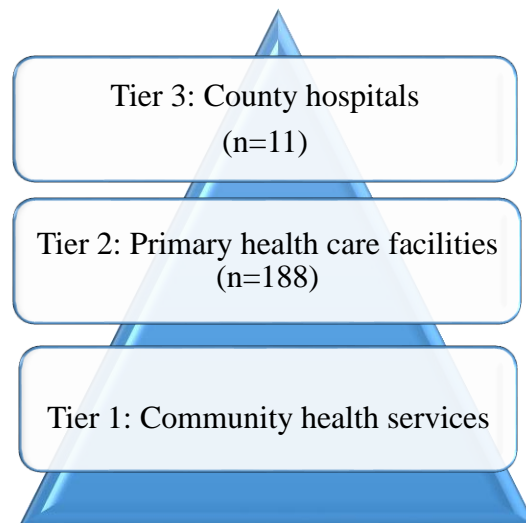 Tier 3: County hospitals
(n=11)
Tier 2: Primary health care facilities
(n=188)
Tier 1: Community health services